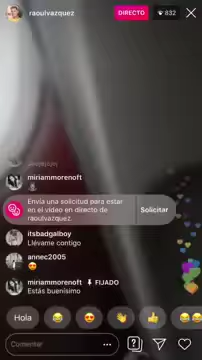 raoulvazquez
DIRECTO
832
miriammorenoft
Envía una solicitud para estar
en el vídeo en directo de
raoulvazquez.
Solicitar
itsbadgalboy
Llévame contigo
annec2005
miriammorenoft FIJADO
Estás buenísimo
Hola
Comentar